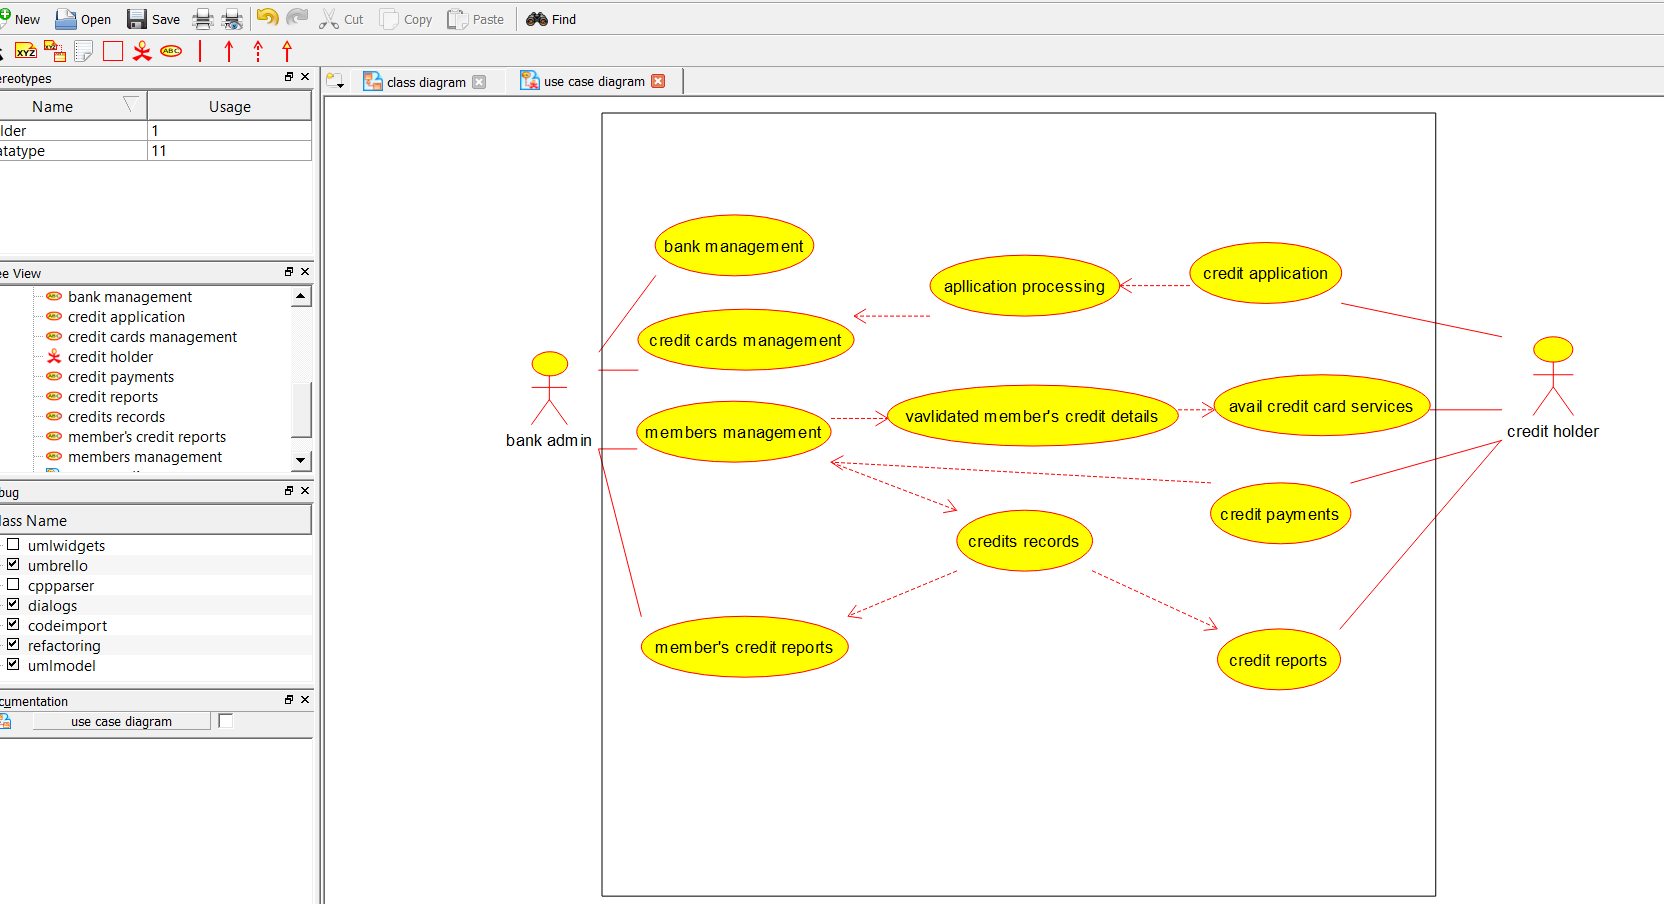 New Open Save Cut Copy Paste Find
XYZ XYZ ABC
ereotypes
class diagram use case diagram
Name Usage
lder 1
atatype 11
ee View
bank management
credit application
credit cards management
credit holder
credit payments
credit reports
credits records
member's credit reports
members management
bug
lass Name
umlwidgets
umbrello
cppparser
dialogs
codeimport
refactoring
umlmodel
cumentation
use case diagram
bank management
credit application
apllication processing
credit cards management
avail credit card services
vavlidated member's credit details
members management
bank admin
credit holder
credit payments
credits records
member's credit reports
credit reports